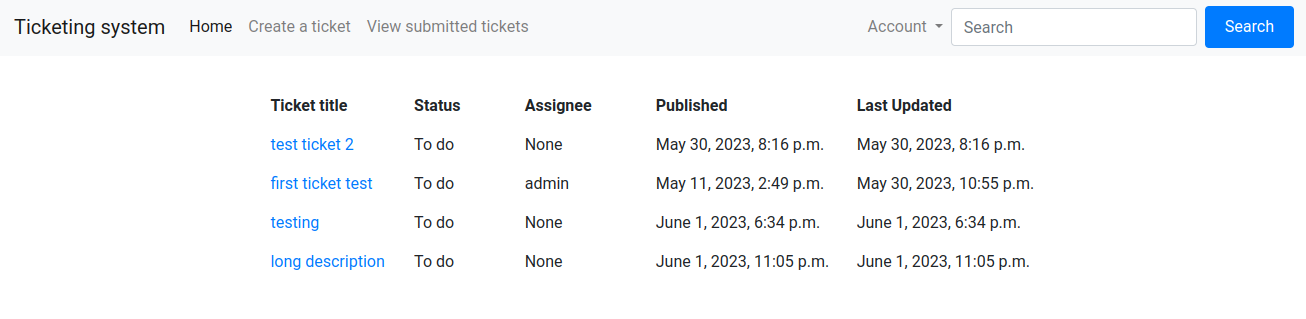 Ticketing system Home Create a ticket View submitted tickets Account Search Search
Ticket title Status Assignee Published Last Updated
test ticket 2 To do None May 30, 2023, 8:16 p.m. May 30, 2023, 8:16 p.m.
first ticket test To do admin May 11, 2023, 2:49 p.m. May 30, 2023, 10:55 p.m.
testing To do None June 1, 2023, 6:34 p.m. June 1, 2023, 6:34 p.m.
long description To do None June 1, 2023, 11:05 p.m. June 1, 2023, 11:05 p.m.